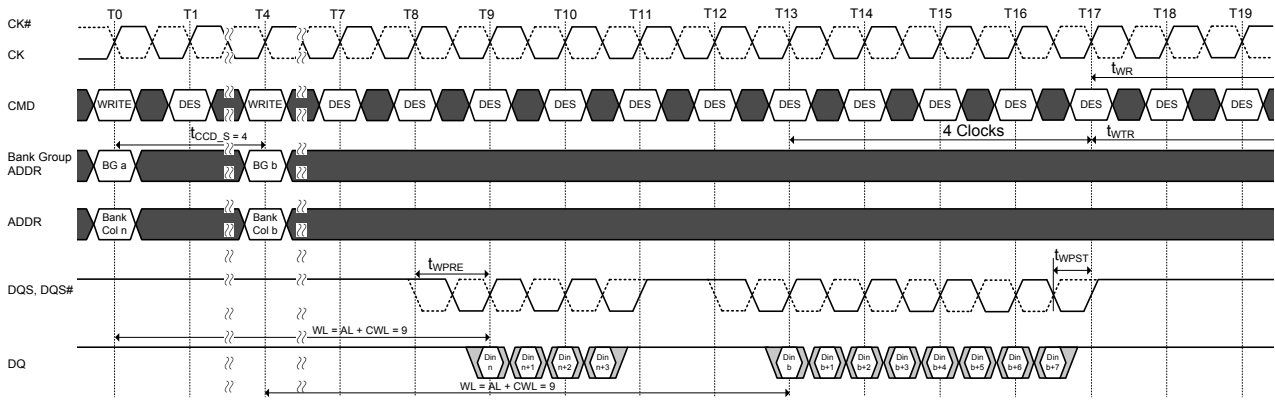 T0 T1 T4 T7 T8 T9 T10 T11 T12 T13 T14 T15 T16 T17 T18 T19
CK#
CK
tWR
CMD WRITE DES WRITE DES DES DES DES DES DES DES DES DES DES DES DES DES
tCCD_S = 4
4 Clocks
tWTR
Bank Group
ADDR
BG a BG b
ADDR
Bank
Col n
Bank
Col b
tWPRE
tWPST
DQS, DQS#
WL = AL + CWL = 9
DQ
Din
n
Din
n+1
Din
n+2
Din
n+3
Din
b
Din
b+1
Din
b+2
Din
b+3
Din
b+4
Din
b+5
Din
b+6
Din
b+7
WL = AL + CWL = 9